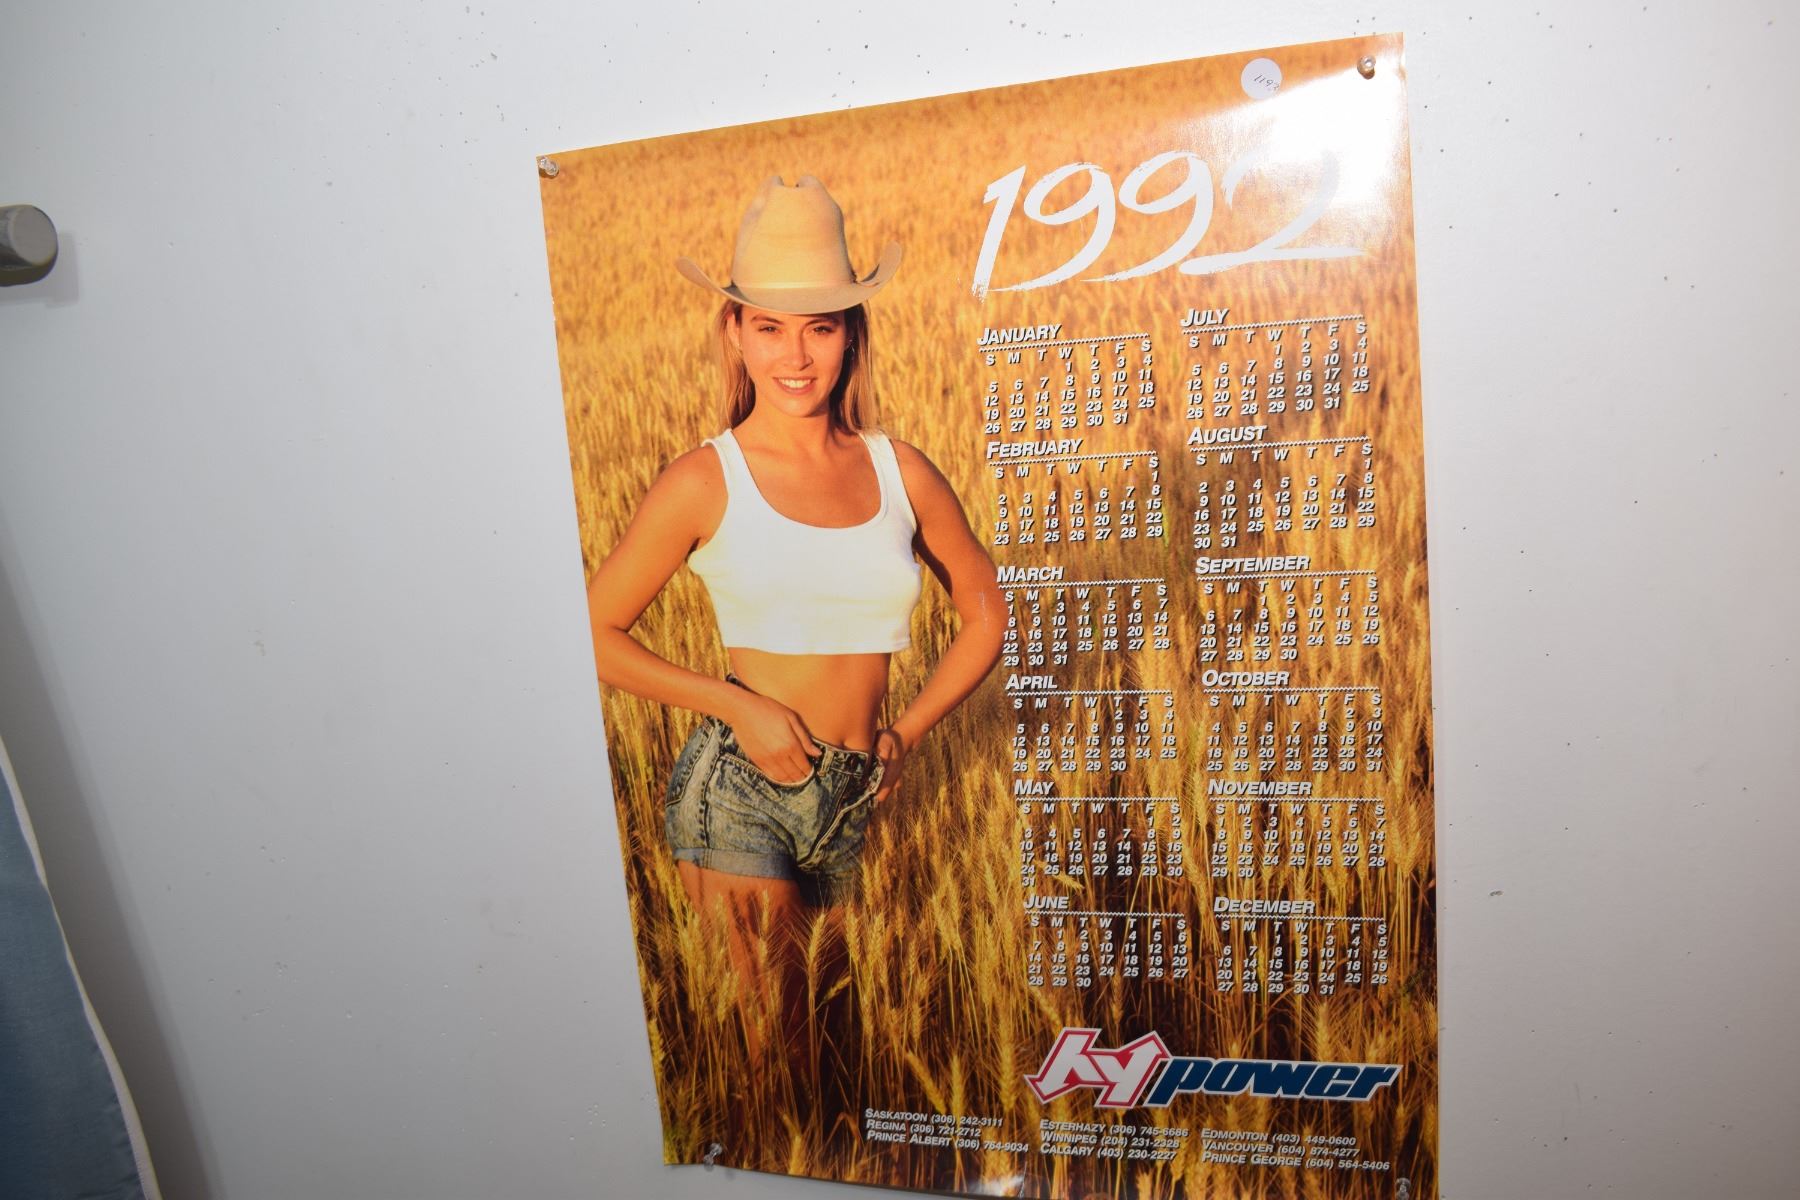 1193
1992
JANUARY
S M T W T F S
1 2 3 4
5 6 7 8 9 10 11
12 13 14 15 16 17 18
19 20 21 22 23 24 25
26 27 28 29 30 31
FEBRUARY
S M T W T F S
1
2 3 4 5 6 7 8
9 10 11 12 13 14 15
16 17 18 19 20 21 22
23 24 25 26 27 28 29
MARCH
S M T W T F S
1 2 3 4 5 6 7
8 9 10 11 12 13 14
15 16 17 18 19 20 21
22 23 24 25 26 27 28
29 30 31
APRIL
S M T W T F S
1 2 3 4
5 6 7 8 9 10 11
12 13 14 15 16 17 18
19 20 21 22 23 24 25
26 27 28 29 30
MAY
S M T W T F S
1 2
3 4 5 6 7 8 9
10 11 12 13 14 15 16
17 18 19 20 21 22 23
24 25 26 27 28 29 30
31
JUNE
S M T W T F S
1 2 3 4 5 6
7 8 9 10 11 12 13
14 15 16 17 18 19 20
21 22 23 24 25 26 27
28 29 30
JULY
S M T W T F S
1 2 3 4
5 6 7 8 9 10 11
12 13 14 15 16 17 18
19 20 21 22 23 24 25
26 27 28 29 30 31
AUGUST
S M T W T F S
1
2 3 4 5 6 7 8
9 10 11 12 13 14 15
16 17 18 19 20 21 22
23 24 25 26 27 28 29
30 31
SEPTEMBER
S M T W T F S
1 2 3 4 5
6 7 8 9 10 11 12
13 14 15 16 17 18 19
20 21 22 23 24 25 26
27 28 29 30
OCTOBER
S M T W T F S
1 2 3
4 5 6 7 8 9 10
11 12 13 14 15 16 17
18 19 20 21 22 23 24
25 26 27 28 29 30 31
NOVEMBER
S M T W T F S
1 2 3 4 5 6 7
8 9 10 11 12 13 14
15 16 17 18 19 20 21
22 23 24 25 26 27 28
29 30
DECEMBER
S M T W T F S
1 2 3 4 5
6 7 8 9 10 11 12
13 14 15 16 17 18 19
20 21 22 23 24 25 26
27 28 29 30 31
hy power
SASKATOON (306) 242-3111
REGINA (306) 721-2712
PRINCE ALBERT (306) 764-9034
ESTERHAZY (306) 745-6686
WINNIPEG (204) 231-2328
CALGARY (403) 230-2227
EDMONTON (403) 449-0600
VANCOUVER (604) 874-4277
PRINCE GEORGE (604) 564-5406